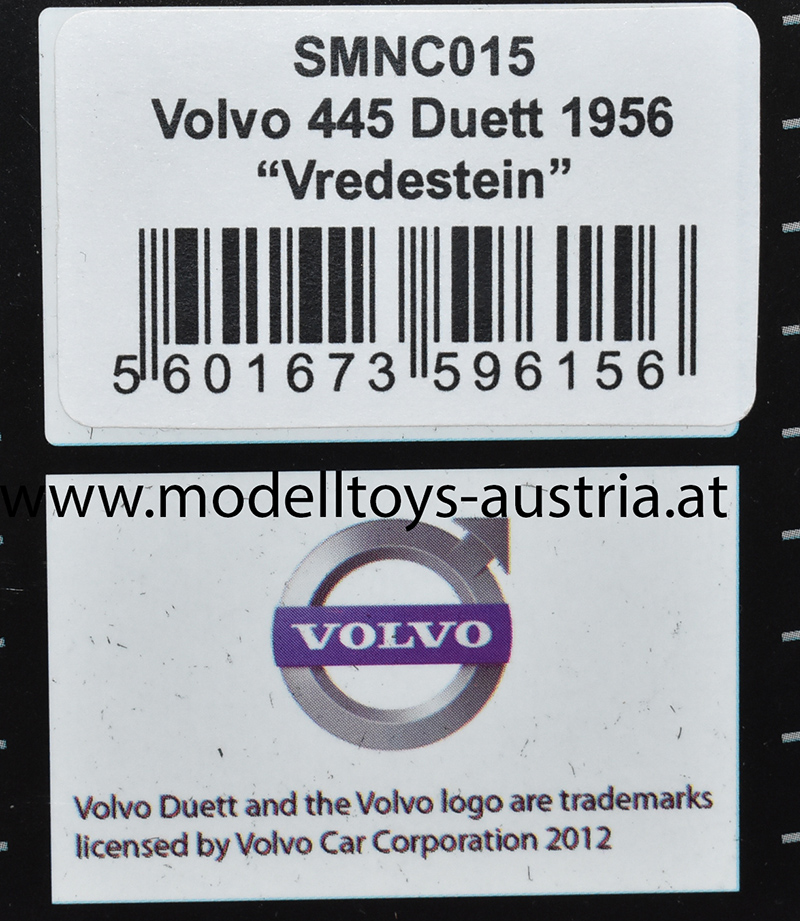 SMNC015
Volvo 445 Duett 1956
“Vredestein”
5 601673 596156
www.modelltoys-austria.at
VOLVO
Volvo Duett and the Volvo logo are trademarks
licensed by Volvo Car Corporation 2012